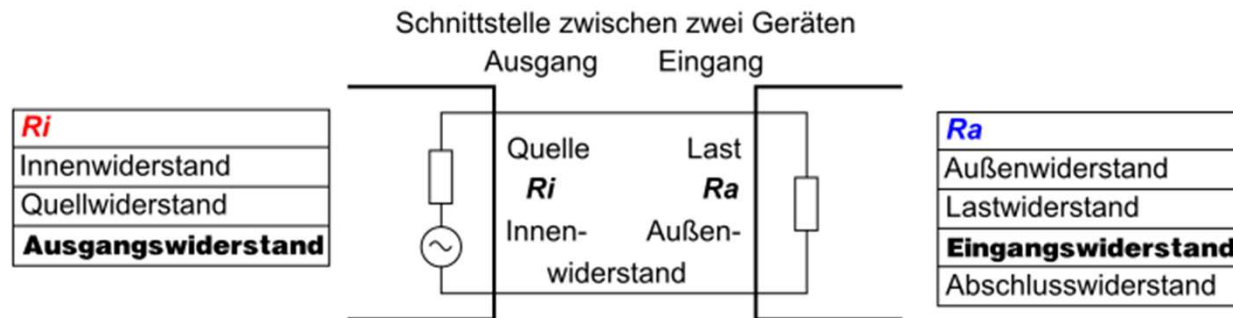 Schnittstelle zwischen zwei Geräten
Ausgang Eingang
Ri
Innenwiderstand
Quellwiderstand
Ausgangswiderstand
Quelle Last
Ri Ra
Innen- Außen-
widerstand
Ra
Außenwiderstand
Lastwiderstand
Eingangswiderstand
Abschlusswiderstand